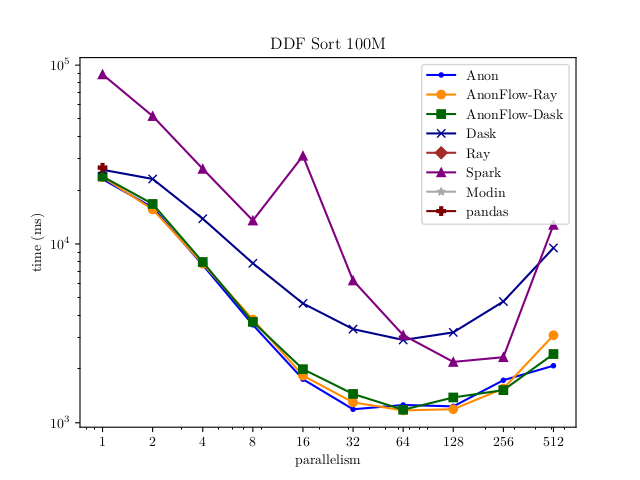 DDF Sort 100M
10^5
10^4
10^3
time (ms)
Anon
AnonFlow-Ray
AnonFlow-Dask
Dask
Ray
Spark
Modin
pandas
1 2 4 8 16 32 64 128 256 512
parallelism